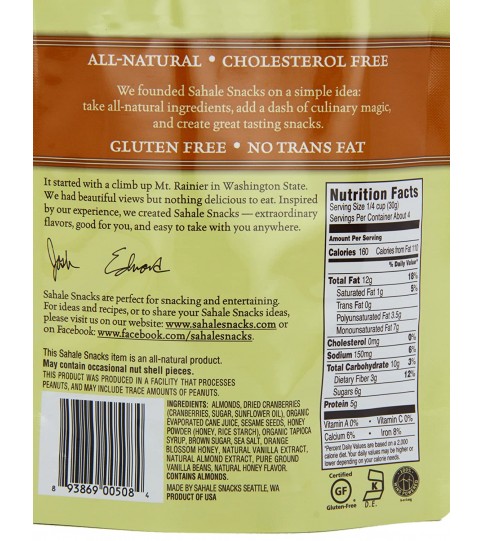 ALL-NATURAL • CHOLESTEROL FREE
We founded Sahale Snacks on a simple idea:
take all-natural ingredients, add a dash of culinary magic,
and create great tasting snacks.
GLUTEN FREE • NO TRANS FAT
It started with a climb up Mt. Rainier in Washington State.
We had beautiful views but nothing delicious to eat. Inspired
by our experience, we created Sahale Snacks — extraordinary
flavors, good for you, and easy to take with you anywhere.
Josh Edmond
Sahale Snacks are perfect for snacking and entertaining.
For ideas and recipes, or to share your Sahale Snacks ideas,
please visit us on our website: www.sahalesnacks.com or
on Facebook: www.facebook.com/sahalesnacks.
This Sahale Snacks item is an all-natural product.
May contain occasional nut shell pieces.
THIS PRODUCT WAS PRODUCED IN A FACILITY THAT PROCESSES
PEANUTS, AND MAY INCLUDE TRACE AMOUNTS OF PEANUTS.
8 93869 00508 4
INGREDIENTS: ALMONDS, DRIED CRANBERRIES
(CRANBERRIES, SUGAR, SUNFLOWER OIL), ORGANIC
EVAPORATED CANE JUICE, SESAME SEEDS, HONEY
POWDER (HONEY, RICE STARCH), ORGANIC TAPIOCA
SYRUP, BROWN SUGAR, SEA SALT, ORANGE
BLOSSOM HONEY, NATURAL VANILLA EXTRACT,
NATURAL ALMOND EXTRACT, PURE GROUND
VANILLA BEANS, NATURAL HONEY FLAVOR.
CONTAINS ALMONDS.
MADE BY SAHALE SNACKS SEATTLE, WA
PRODUCT OF USA
Nutrition Facts
Serving Size 1/4 cup (30g)
Servings Per Container About 4
Amount Per Serving
Calories 160 Calories from Fat 110
% Daily Value*
Total Fat 12g 18%
Saturated Fat 1g 5%
Trans Fat 0g
Polyunsaturated Fat 3.5g
Monounsaturated Fat 7g
Cholesterol 0mg 0%
Sodium 150mg 6%
Total Carbohydrate 10g 3%
Dietary Fiber 3g 12%
Sugars 6g
Protein 5g
Vitamin A 0% • Vitamin C 0%
Calcium 6% • Iron 8%
*Percent Daily Values are based on a 2,000
calorie diet. Your daily values may be higher or
lower depending on your calorie needs.
Certified
GF
Gluten-Free
K
D.E.